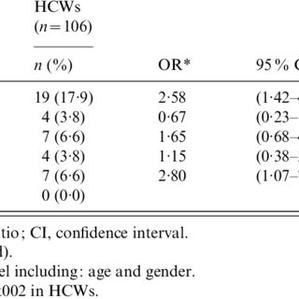 HCWs
(n=106)
n (%) OR* 95% C
19 (17·9) 2·58 (1·42–
4 (3·8) 0·67 (0·23–
7 (6·6) 1·65 (0·68–
4 (3·8) 1·15 (0·38–
7 (6·6) 2·80 (1·07–
0 (0·0)
tio; CI, confidence interval.
).
el including: age and gender.
002 in HCWs.